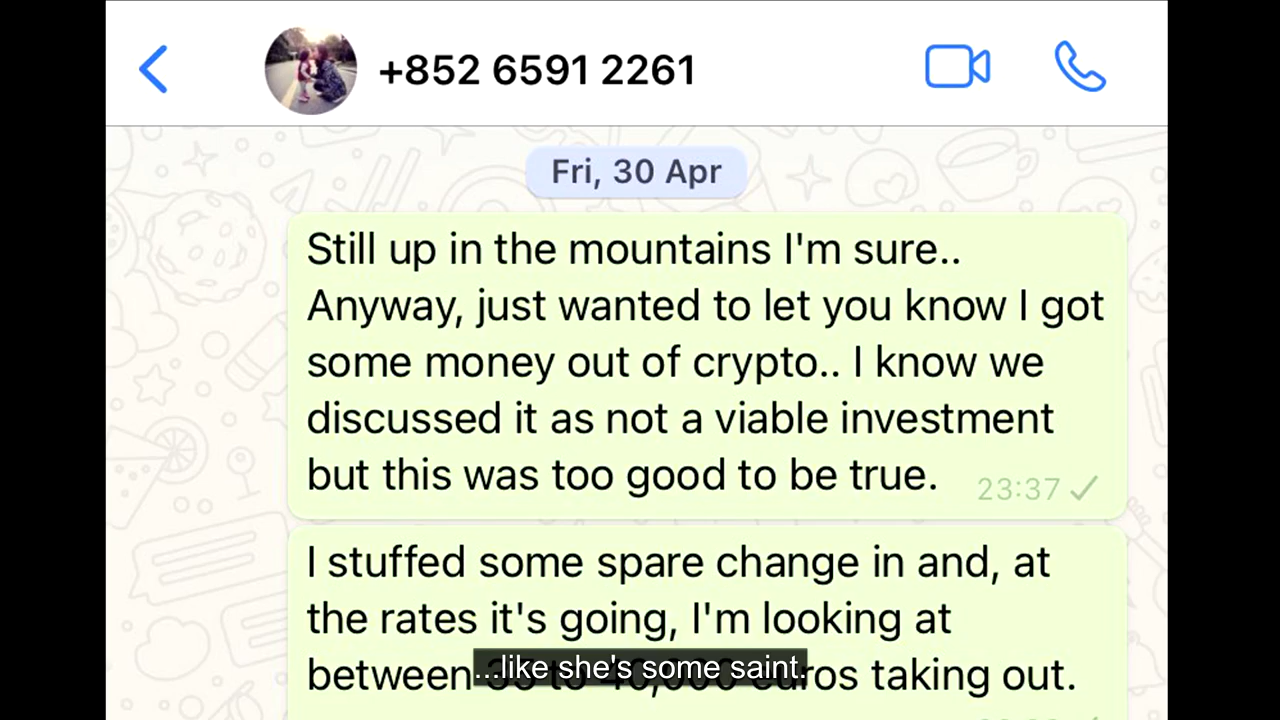 +852 6591 2261
Fri, 30 Apr
Still up in the mountains I'm sure..
Anyway, just wanted to let you know I got
some money out of crypto.. I know we
discussed it as not a viable investment
but this was too good to be true.
23:37
I stuffed some spare change in and, at
the rates it's going, I'm looking at
between to taking out.
...like she's some saint.